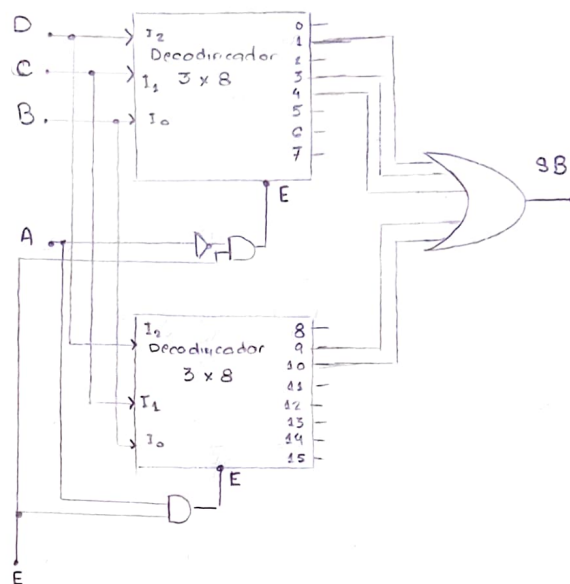 D
C
B
A
E
I₂
Decodificador
3 x 8
I₁
I₀
0
1
2
3
4
5
6
7
E
SB
I₂
Decodificador
3 x 8
I₁
I₀
8
9
10
11
12
13
14
15
E